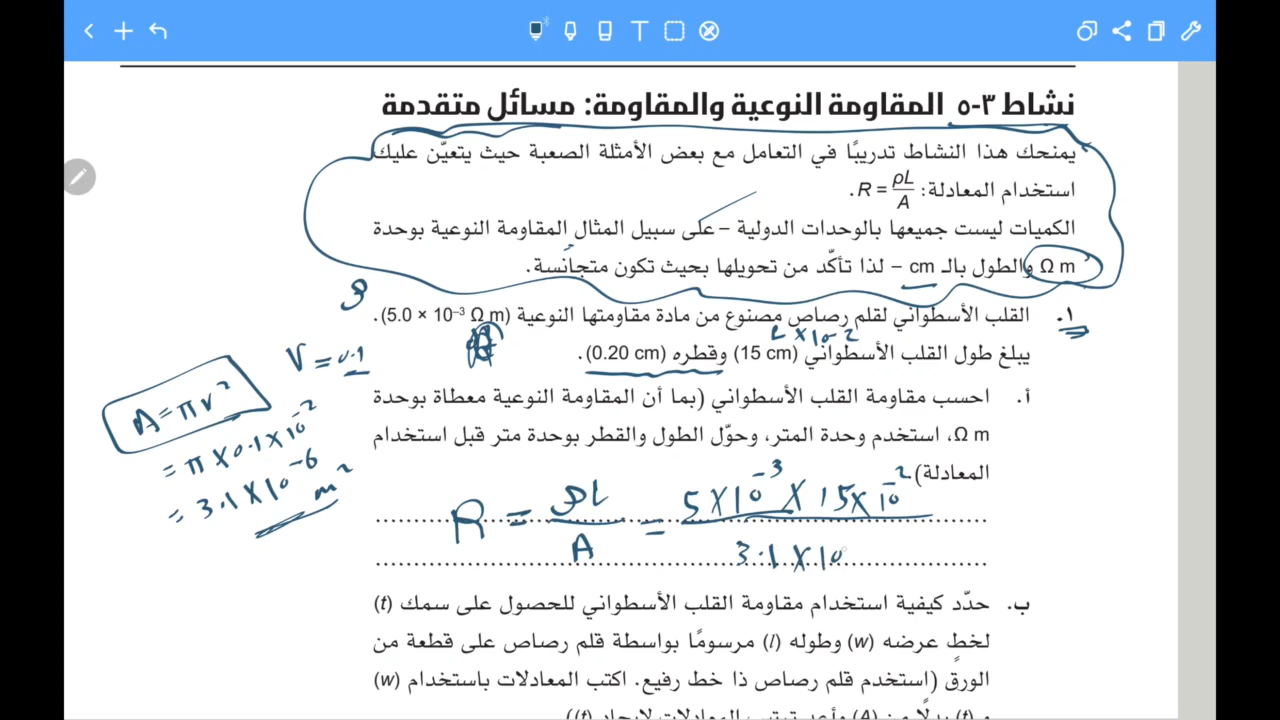 نشاط ٣-٥ المقاومة النوعية والمقاومة: مسائل متقدمة
يمنحك هذا النشاط تدريبًا في التعامل مع بعض الأمثلة الصعبة حيث يتعيّن عليك
استخدام المعادلة: R = ρL/A.
الكميات ليست جميعها بالوحدات الدولية – على سبيل المثال المقاومة النوعية بوحدة
Ω m والطول بالـ cm – لذا تأكّد من تحويلها بحيث تكون متجانسة.
ρ
١. القلب الأسطواني لقلم رصاص مصنوع من مادة مقاومتها النوعية (5.0 × 10⁻³ Ω m).
يبلغ طول القلب الأسطواني (15 cm) وقطره (0.20 cm).
r = 0.1
A = πr²
= π × 0.1 × 10⁻²
= 3.1 × 10⁻⁶ m²
أ. احسب مقاومة القلب الأسطواني (بما أن المقاومة النوعية معطاة بوحدة
Ω m، استخدم وحدة المتر، وحوّل الطول والقطر بوحدة متر قبل استخدام
المعادلة).
R = ρL/A = 5 × 10⁻³ × 15 × 10⁻² / 3.1 × 10
ب. حدّد كيفية استخدام مقاومة القلب الأسطواني للحصول على سمك (t)
لخطٍ عرضه (w) وطوله (l) مرسومًا بواسطة قلم رصاص على قطعة من
الورق (استخدم قلم رصاص ذا خط رفيع. اكتب المعادلات باستخدام (w)
و (t) بدلًا من (A) وأعد ترتيب المعادلات لإيجاد (t))